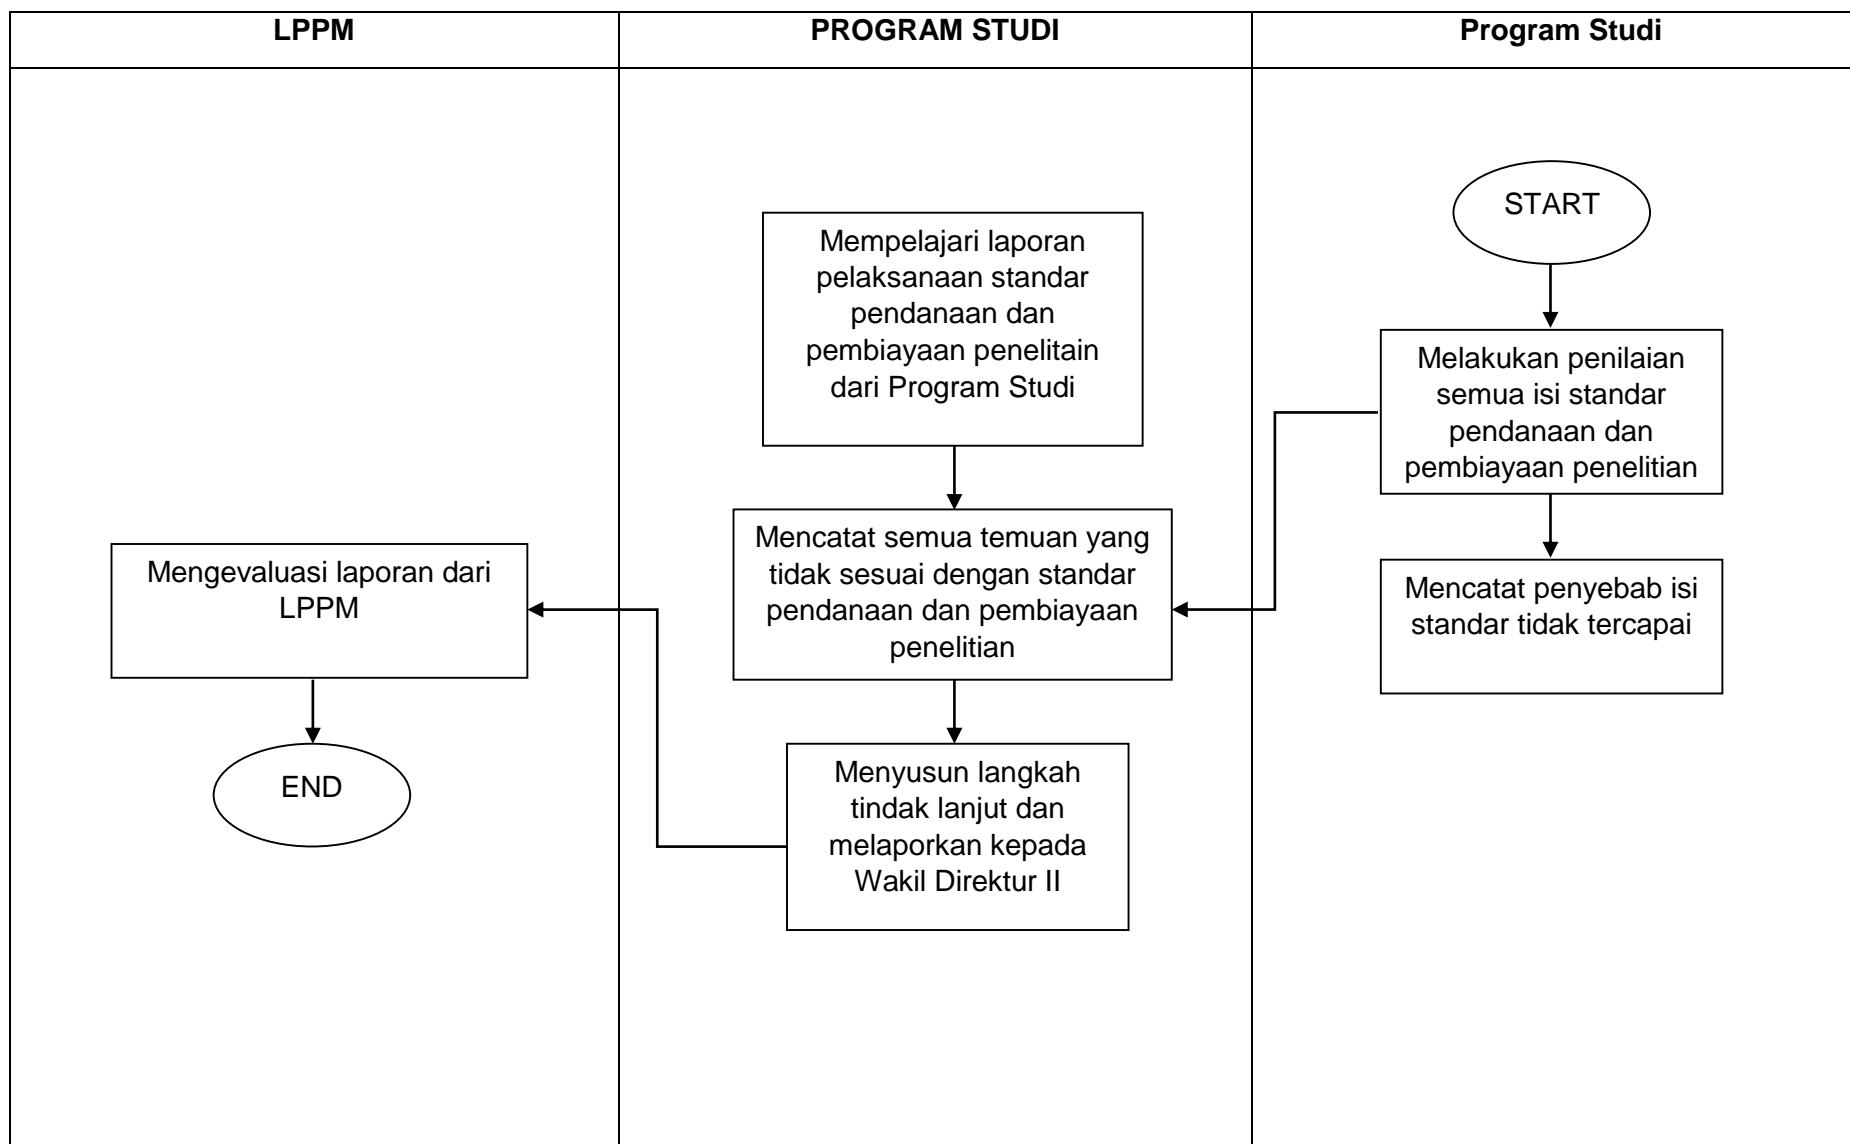 LPPM
PROGRAM STUDI
Program Studi
START
Mempelajari laporan
pelaksanaan standar
pendanaan dan
pembiayaan penelitain
dari Program Studi
Melakukan penilaian
semua isi standar
pendanaan dan
pembiayaan penelitian
Mencatat semua temuan yang
tidak sesuai dengan standar
pendanaan dan pembiayaan
penelitian
Mengevaluasi laporan dari
LPPM
Mencatat penyebab isi
standar tidak tercapai
END
Menyusun langkah
tindak lanjut dan
melaporkan kepada
Wakil Direktur II